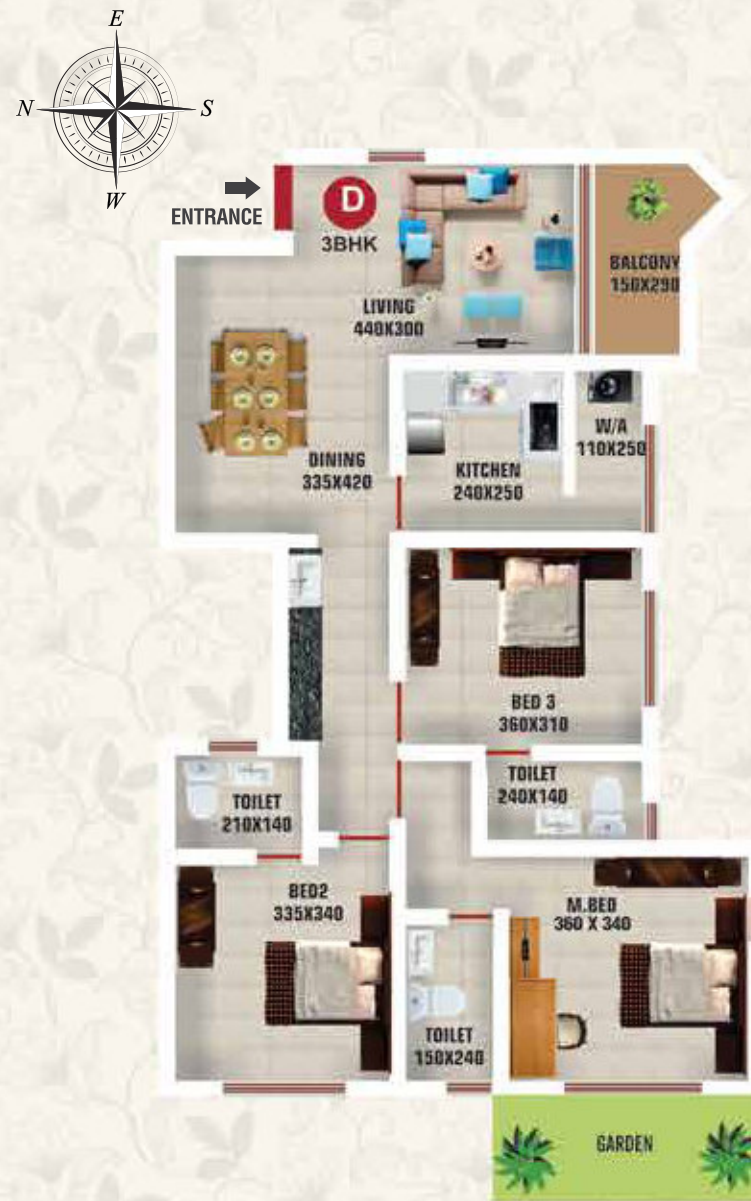 E
N
S
W
ENTRANCE
D
3BHK
BALCONY
150X290
LIVING
440X300
W/A
110X250
DINING
335X420
KITCHEN
240X250
BED 3
360X310
TOILET
240X140
TOILET
210X140
BED2
335X340
M.BED
360 X 340
TOILET
150X240
GARDEN